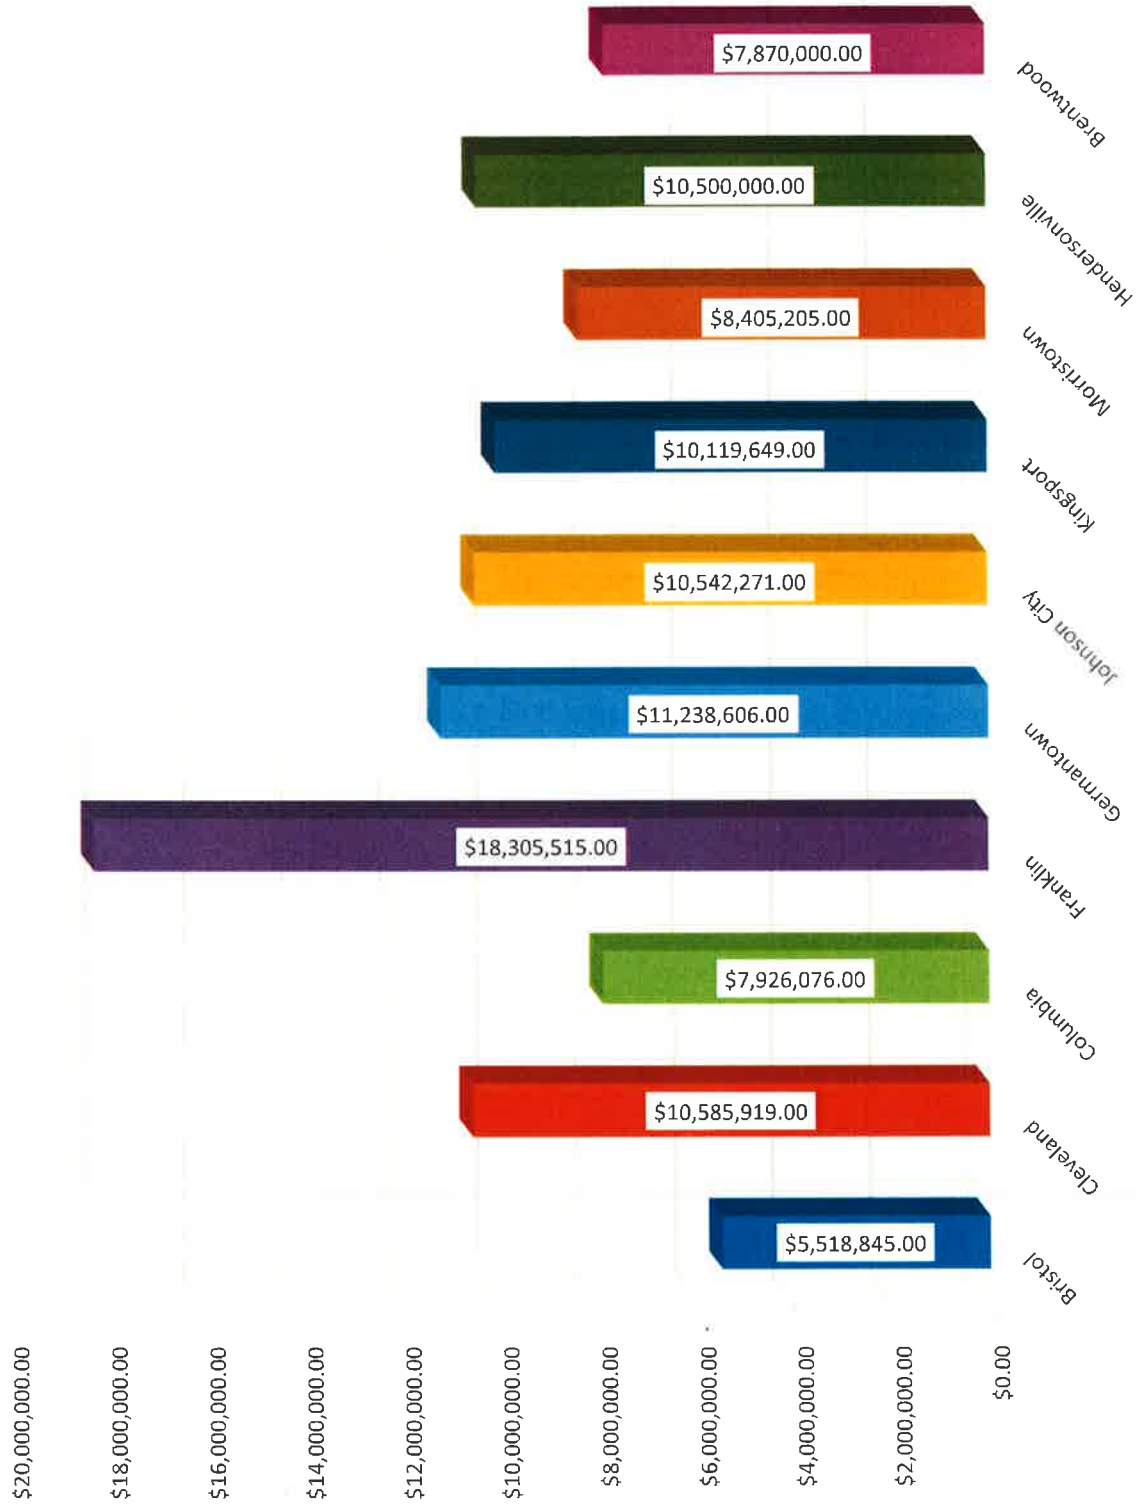 $20,000,000.00
$18,000,000.00
$16,000,000.00
$14,000,000.00
$12,000,000.00
$10,000,000.00
$8,000,000.00
$6,000,000.00
$4,000,000.00
$2,000,000.00
$0.00
$5,518,845.00
$10,585,919.00
$7,926,076.00
$18,305,515.00
$11,238,606.00
$10,542,271.00
$10,119,649.00
$8,405,205.00
$10,500,000.00
$7,870,000.00
Bristol
Cleveland
Columbia
Franklin
Germantown
Johnson City
Kingsport
Morristown
Hendersonville
Brentwood